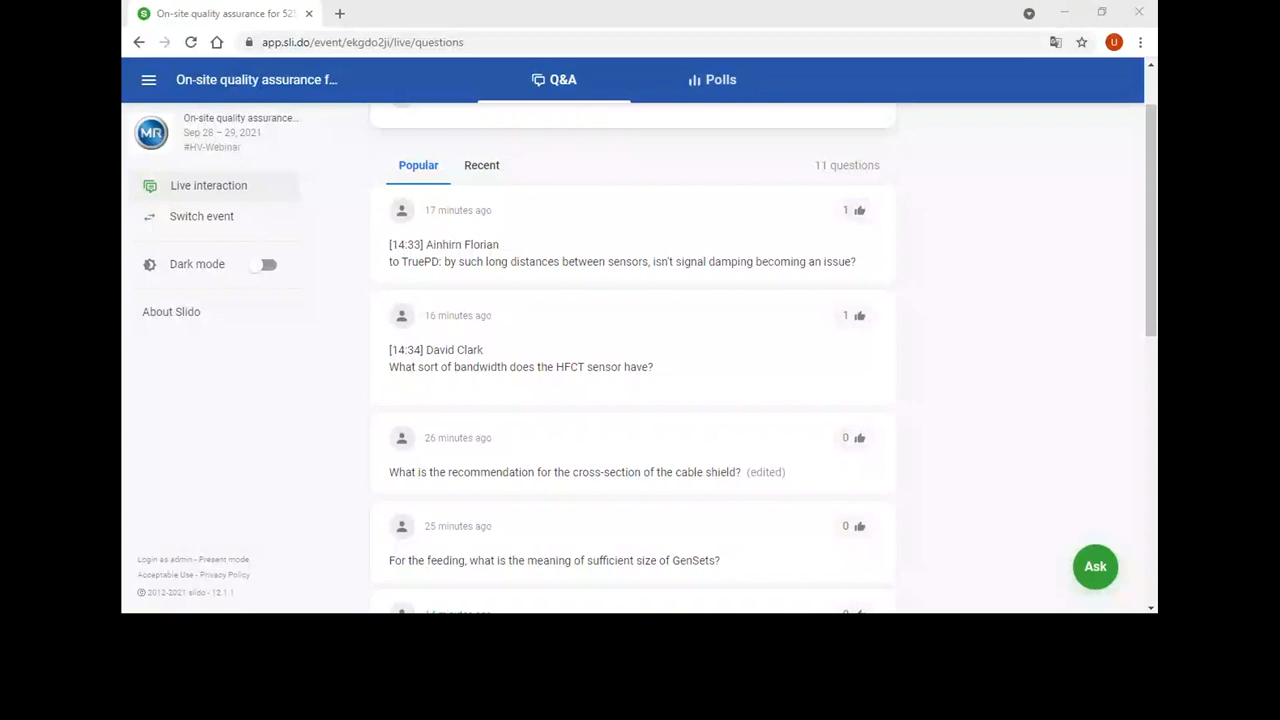 On-site quality assurance for 52
app.sli.do/event/ekgdo2ji/live/questions
U
On-site quality assurance f...
Q&A
Polls
MR
On-site quality assurance...
Sep 28 – 29, 2021
#HV-Webinar
Live interaction
Switch event
Dark mode
About Slido
Popular
Recent
11 questions
17 minutes ago
1
[14:33] Ainhirn Florian
to TruePD: by such long distances between sensors, isn't signal damping becoming an issue?
16 minutes ago
1
[14:34] David Clark
What sort of bandwidth does the HFCT sensor have?
26 minutes ago
0
What is the recommendation for the cross-section of the cable shield? (edited)
25 minutes ago
0
For the feeding, what is the meaning of sufficient size of GenSets?
Ask
Login as admin - Present mode
Acceptable Use - Privacy Policy
© 2012-2021 slido - 12.1.1